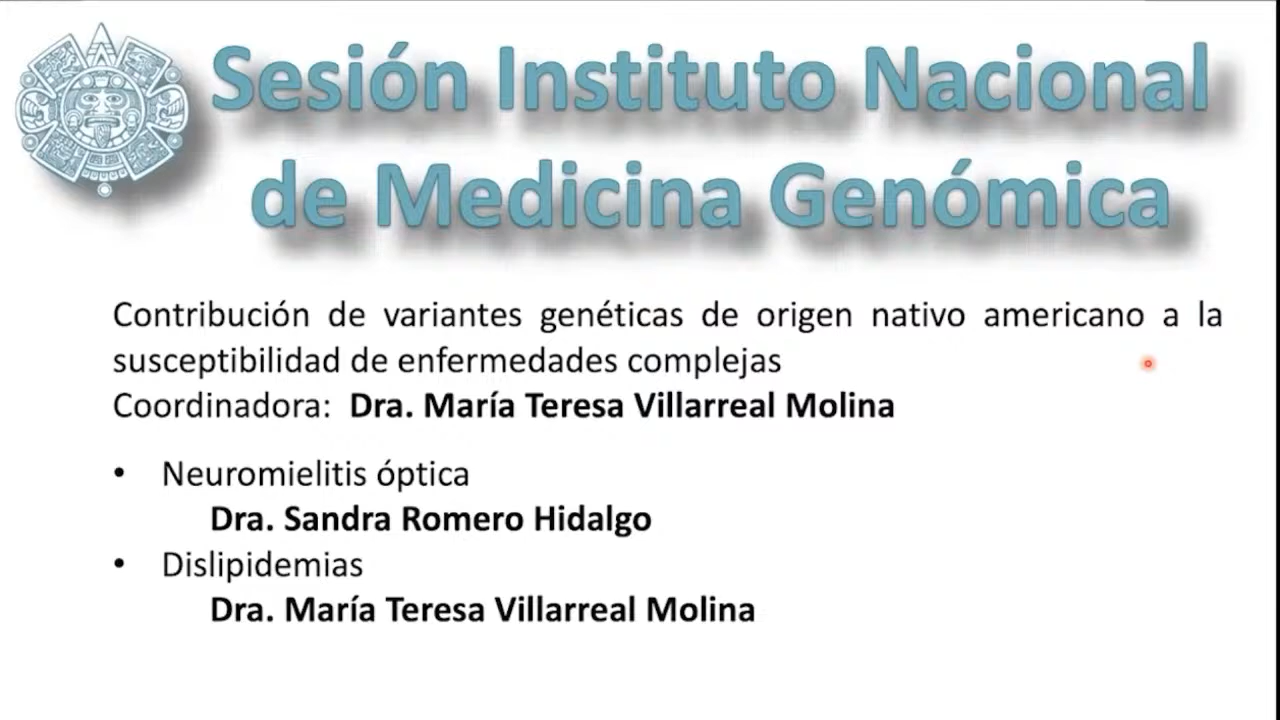 Sesión Instituto Nacional
de Medicina Genómica
Contribución de variantes genéticas de origen nativo americano a la
susceptibilidad de enfermedades complejas
Coordinadora: Dra. María Teresa Villarreal Molina
• Neuromielitis óptica
Dra. Sandra Romero Hidalgo
• Dislipidemias
Dra. María Teresa Villarreal Molina